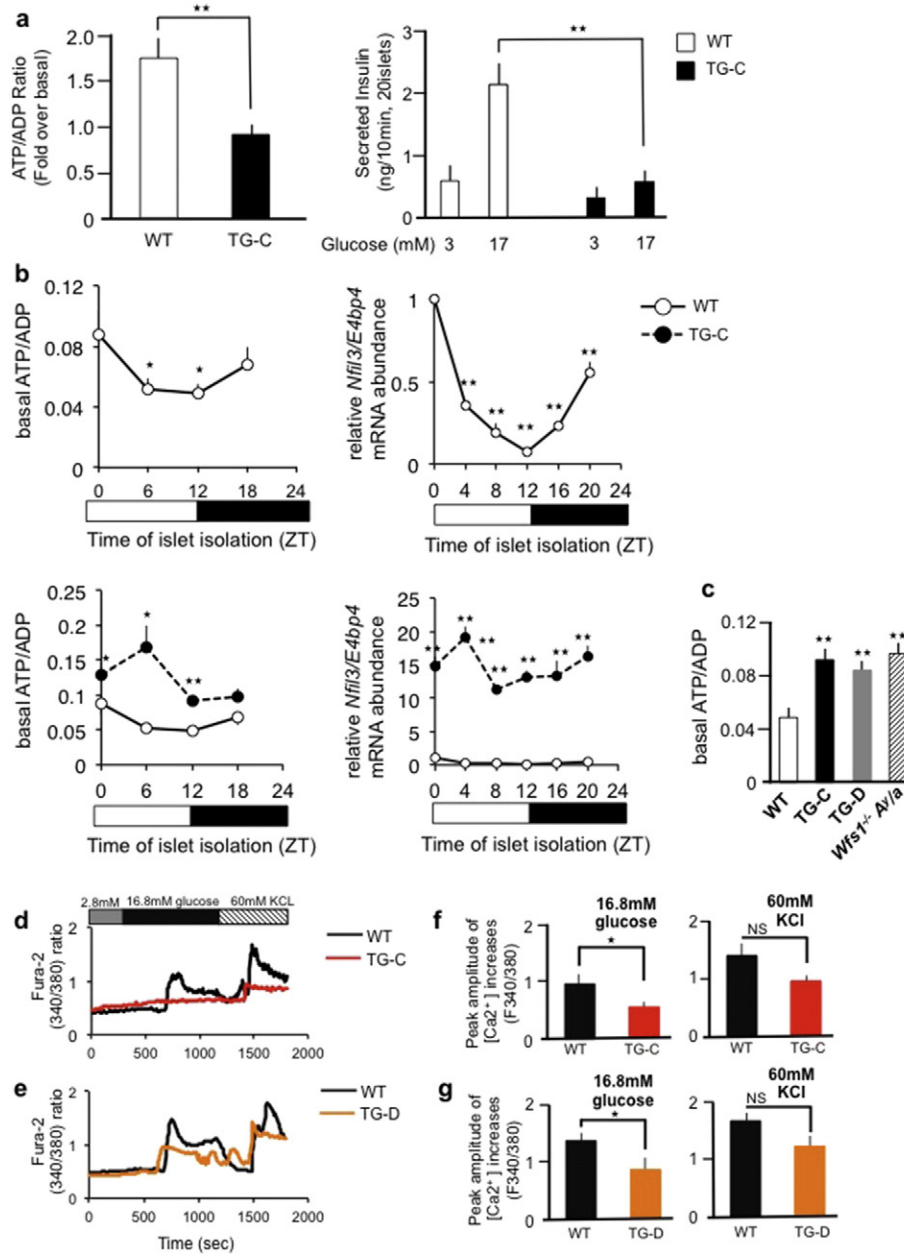 a
ATP/ADP Ratio
(Fold over basal)
2.0
1.5
1.0
0.5
0
★★
WT
TG-C
Secreted Insulin
(ng/10min, 20islets)
3
2
1
0
★★
WT
TG-C
Glucose (mM) 3 17 3 17
b
basal ATP/ADP
0.12
0.08
0.04
0
★ ★
0 6 12 18 24
Time of islet isolation (ZT)
relative Nfil3/E4bp4
mRNA abundance
1
0.5
0
★★ ★★ ★★ ★★ ★★
0 4 8 12 16 20 24
Time of islet isolation (ZT)
WT
TG-C
basal ATP/ADP
0.25
0.2
0.15
0.1
0.05
0
★ ★ ★★
0 6 12 18 24
Time of islet isolation (ZT)
relative Nfil3/E4bp4
mRNA abundance
25
20
15
10
5
0
★★ ★★ ★★ ★★ ★★ ★★ ★★
0 4 8 12 16 20 24
Time of islet isolation (ZT)
c
basal ATP/ADP
0.12
0.08
0.04
0
★★ ★★ ★★
WT
TG-C
TG-D
Wfs1-/- Ay/a
d
2.8mM 16.8mM glucose 60mM KCL
Fura-2
(340/380) ratio
2
1
0
0 500 1000 1500 2000
WT
TG-C
e
Fura-2
(340/380) ratio
2
1
0
0 500 1000 1500 2000
Time (sec)
WT
TG-D
f
Peak amplitude of
[Ca2+ ] increases
(F340/380)
16.8mM
glucose
2
1
0
★
WT TG-C
60mM
KCl
2
1
0
NS
WT TG-C
g
Peak amplitude of
[Ca2+ ] increases
(F340/380)
16.8mM
glucose
2
1
0
★
WT TG-D
60mM
KCl
2
1
0
NS
WT TG-D